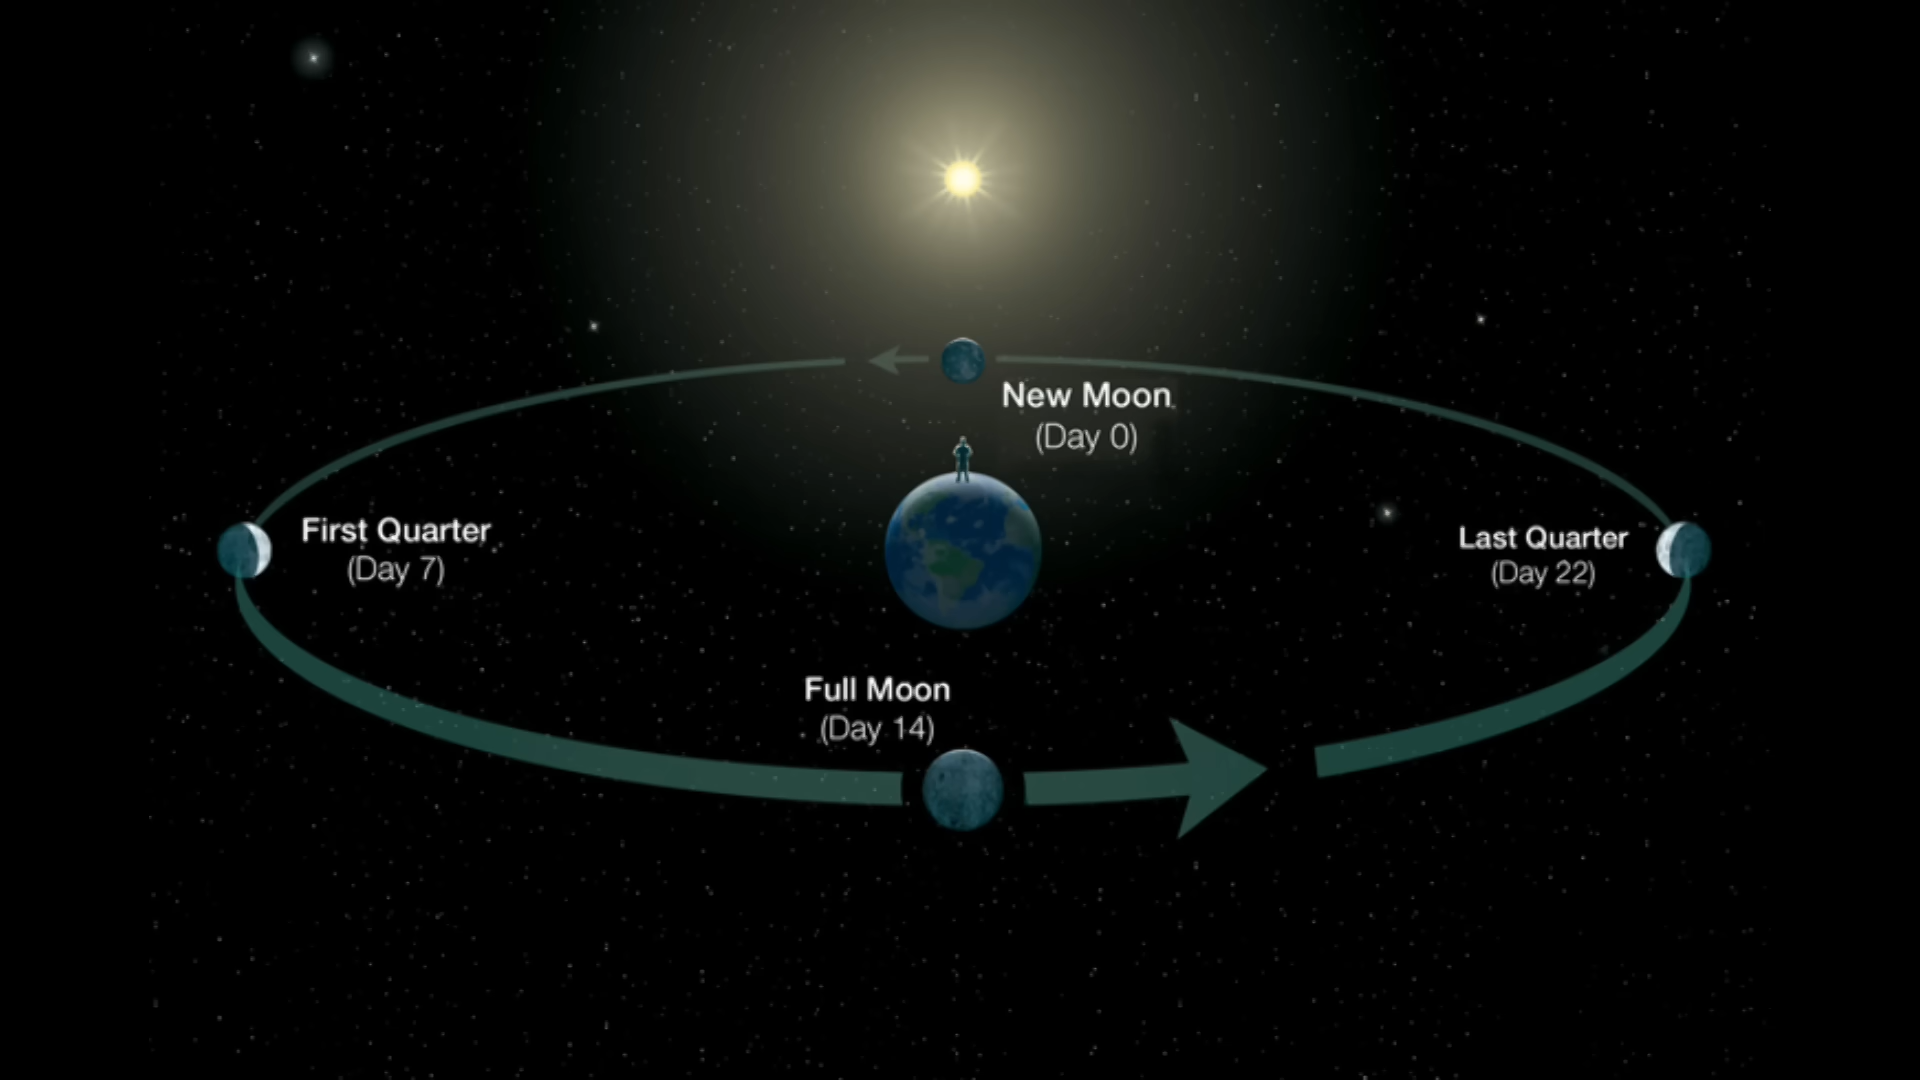 New Moon
(Day 0)
First Quarter
(Day 7)
Last Quarter
(Day 22)
Full Moon
(Day 14)